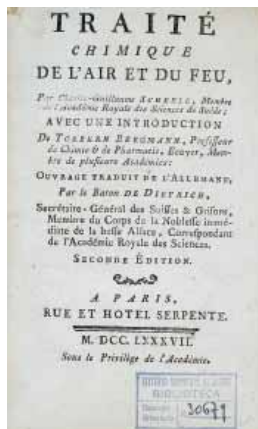 TRAITÉ
CHIMIQUE
DE L'AIR ET DU FEU,
Par Charles-Guillaume SCHEELE, Membre
de l'Académie Royale des Sciences de Suède;
AVEC UNE INTRODUCTION
De TORBERN BERGMANN, Professeur
de Chimie & de Pharmacie, Ecuyer, Mem-
bre de plusieurs Académies:
OUVRAGE TRADUIT DE L'ALLEMAND,
Par le Baron DE DIETRICH,
Secrétaire-Général des Suisses & Grisons,
Membre du Corps de la Noblesse immé-
diate de la basse Alsace, Correspondant
de l'Académie Royale des Sciences.
SECONDE ÉDITION.
A PARIS,
RUE ET HOTEL SERPENTE.
M. DCC. LXXXVII.
Sous le Privilége de l'Académie.
BIBLIOTECA
30671